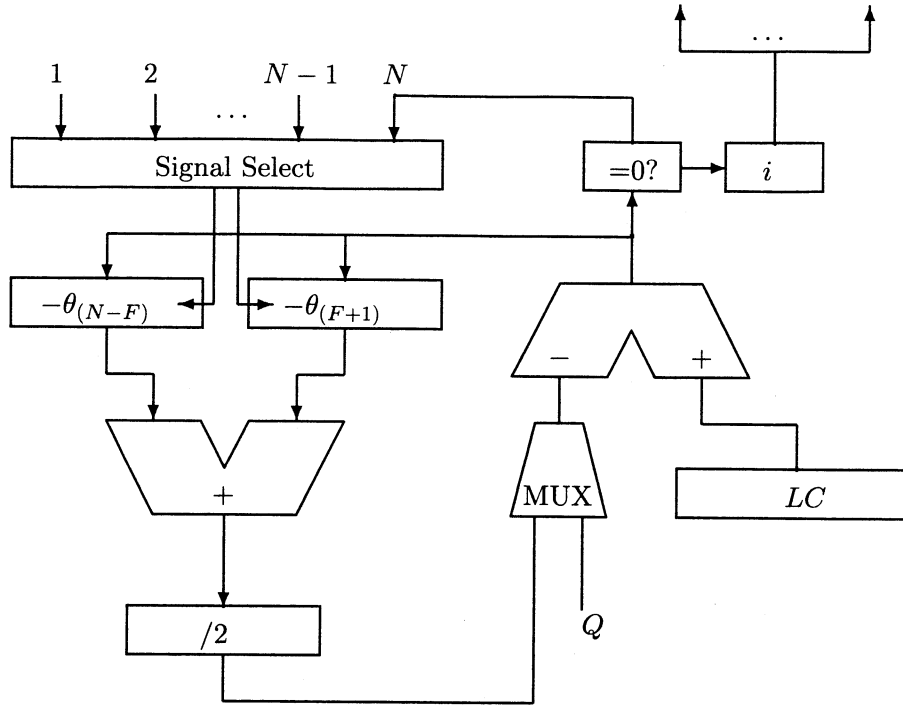 ...
1 2 ... N − 1 N
Signal Select
=0?
i
−θ(N−F)
−θ(F+1)
− +
+
MUX
LC
/2
Q